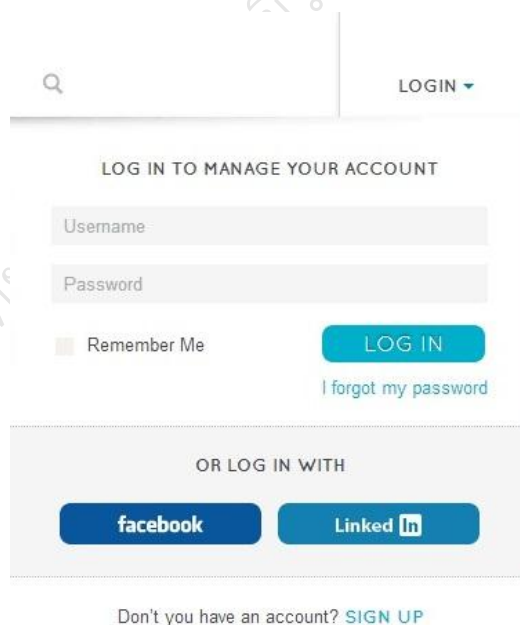 LOGIN
LOG IN TO MANAGE YOUR ACCOUNT
Username
Password
Remember Me LOG IN
I forgot my password
OR LOG IN WITH
facebook Linked In
Don't you have an account? SIGN UP